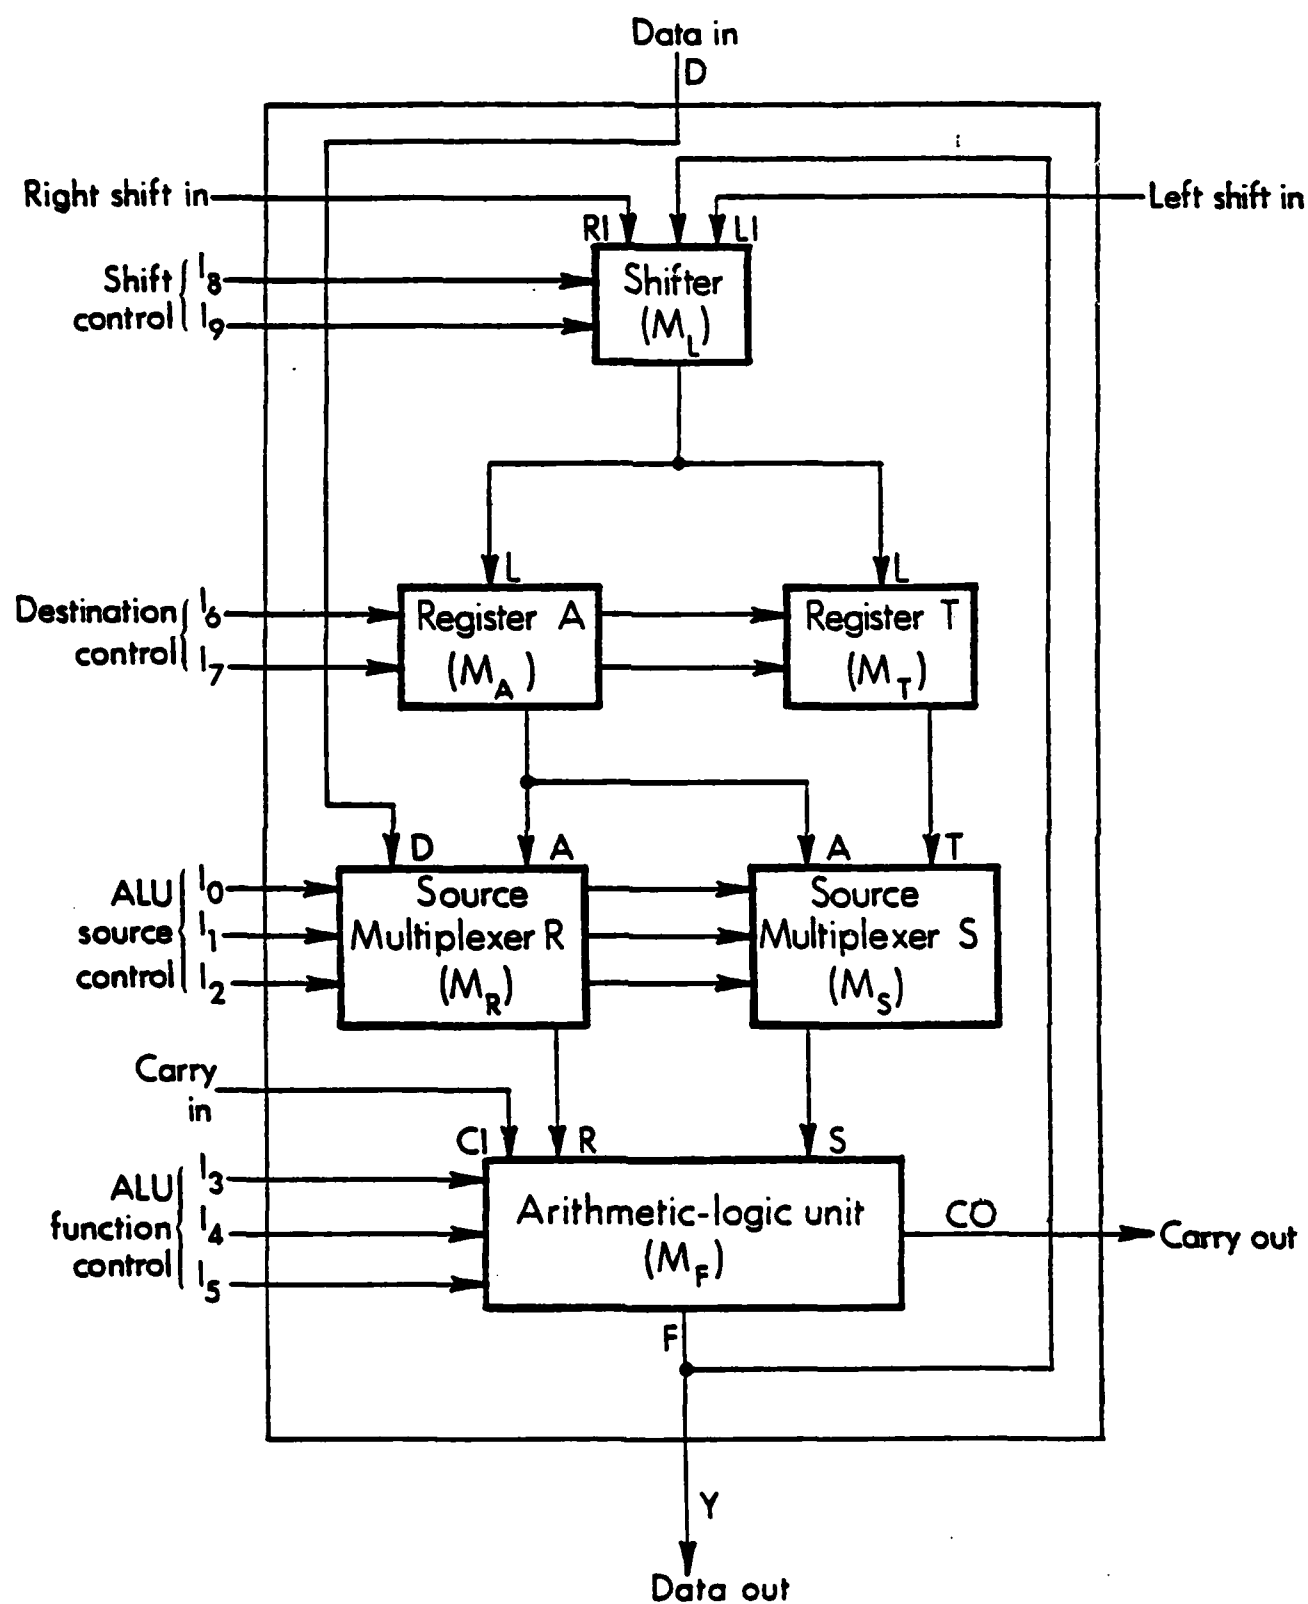 Data in
D
Right shift in
Left shift in
RI
LI
Shift control
I8
I9
Shifter
(ML)
L
L
Destination control
I6
I7
Register A
(MA)
Register T
(MT)
D
A
A
T
ALU source control
I0
I1
I2
Source
Multiplexer R
(MR)
Source
Multiplexer S
(MS)
Carry
in
CI
R
S
ALU function control
I3
I4
I5
Arithmetic-logic unit
(MF)
CO
Carry out
F
Y
Data out